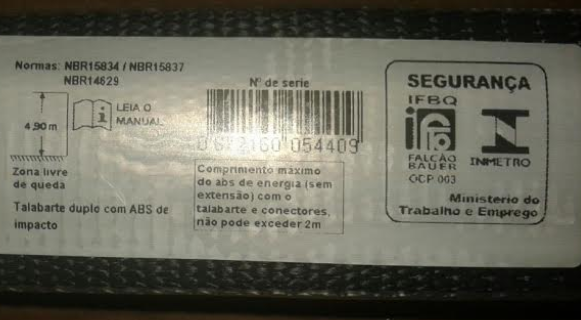 Normas: NBR15834 / NBR15837
NBR14629
4,90 m
LEIA O
MANUAL
Zona livre
de queda
Talabarte duplo com ABS de
impacto
Nº de serie
Comprimento maximo
do abs de energia (sem
extensão) com o
talabarte e conectores,
não pode exceder 2m
SEGURANÇA
IFBQ
FALCÃO
BAUER
OCP 003
INMETRO
Ministerio do
Trabalho e Emprego